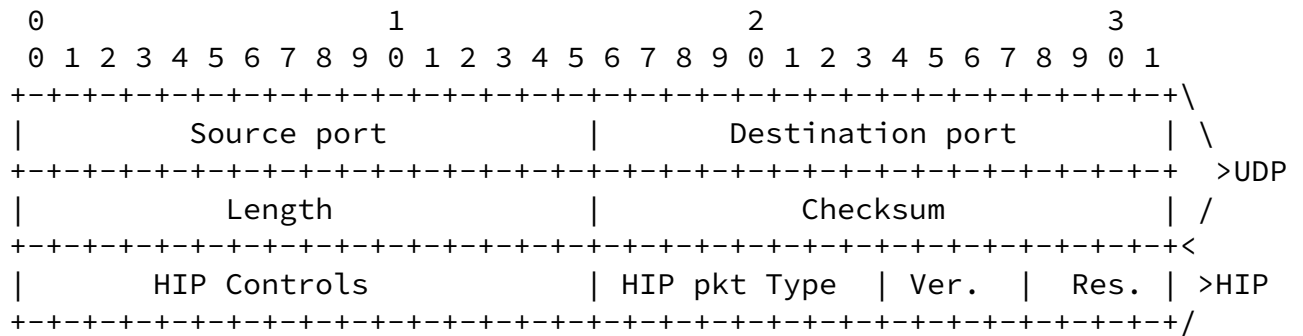 0                   1                   2                   3
 0 1 2 3 4 5 6 7 8 9 0 1 2 3 4 5 6 7 8 9 0 1 2 3 4 5 6 7 8 9 0 1
+-+-+-+-+-+-+-+-+-+-+-+-+-+-+-+-+-+-+-+-+-+-+-+-+-+-+-+-+-+-+-+-+\
|         Source port           |       Destination port        | \
+-+-+-+-+-+-+-+-+-+-+-+-+-+-+-+-+-+-+-+-+-+-+-+-+-+-+-+-+-+-+-+-+  >UDP
|           Length              |           Checksum            | /
+-+-+-+-+-+-+-+-+-+-+-+-+-+-+-+-+-+-+-+-+-+-+-+-+-+-+-+-+-+-+-+-+<
|       HIP Controls            | HIP pkt Type  | Ver.  |  Res. | >HIP
+-+-+-+-+-+-+-+-+-+-+-+-+-+-+-+-+-+-+-+-+-+-+-+-+-+-+-+-+-+-+-+-+/